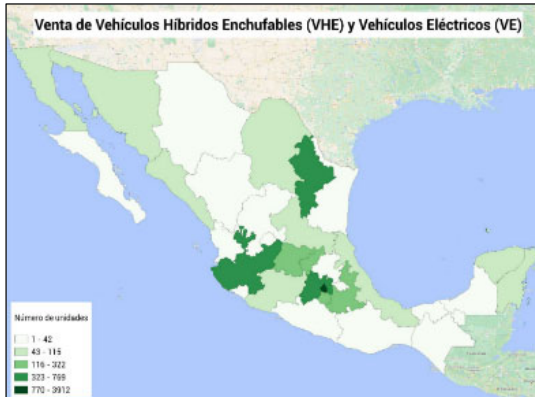 Venta de Vehículos Híbridos Enchufables (VHE) y Vehículos Eléctricos (VE)
Número de unidades
1 - 42
43 - 115
116 - 322
323 - 769
770 - 3912